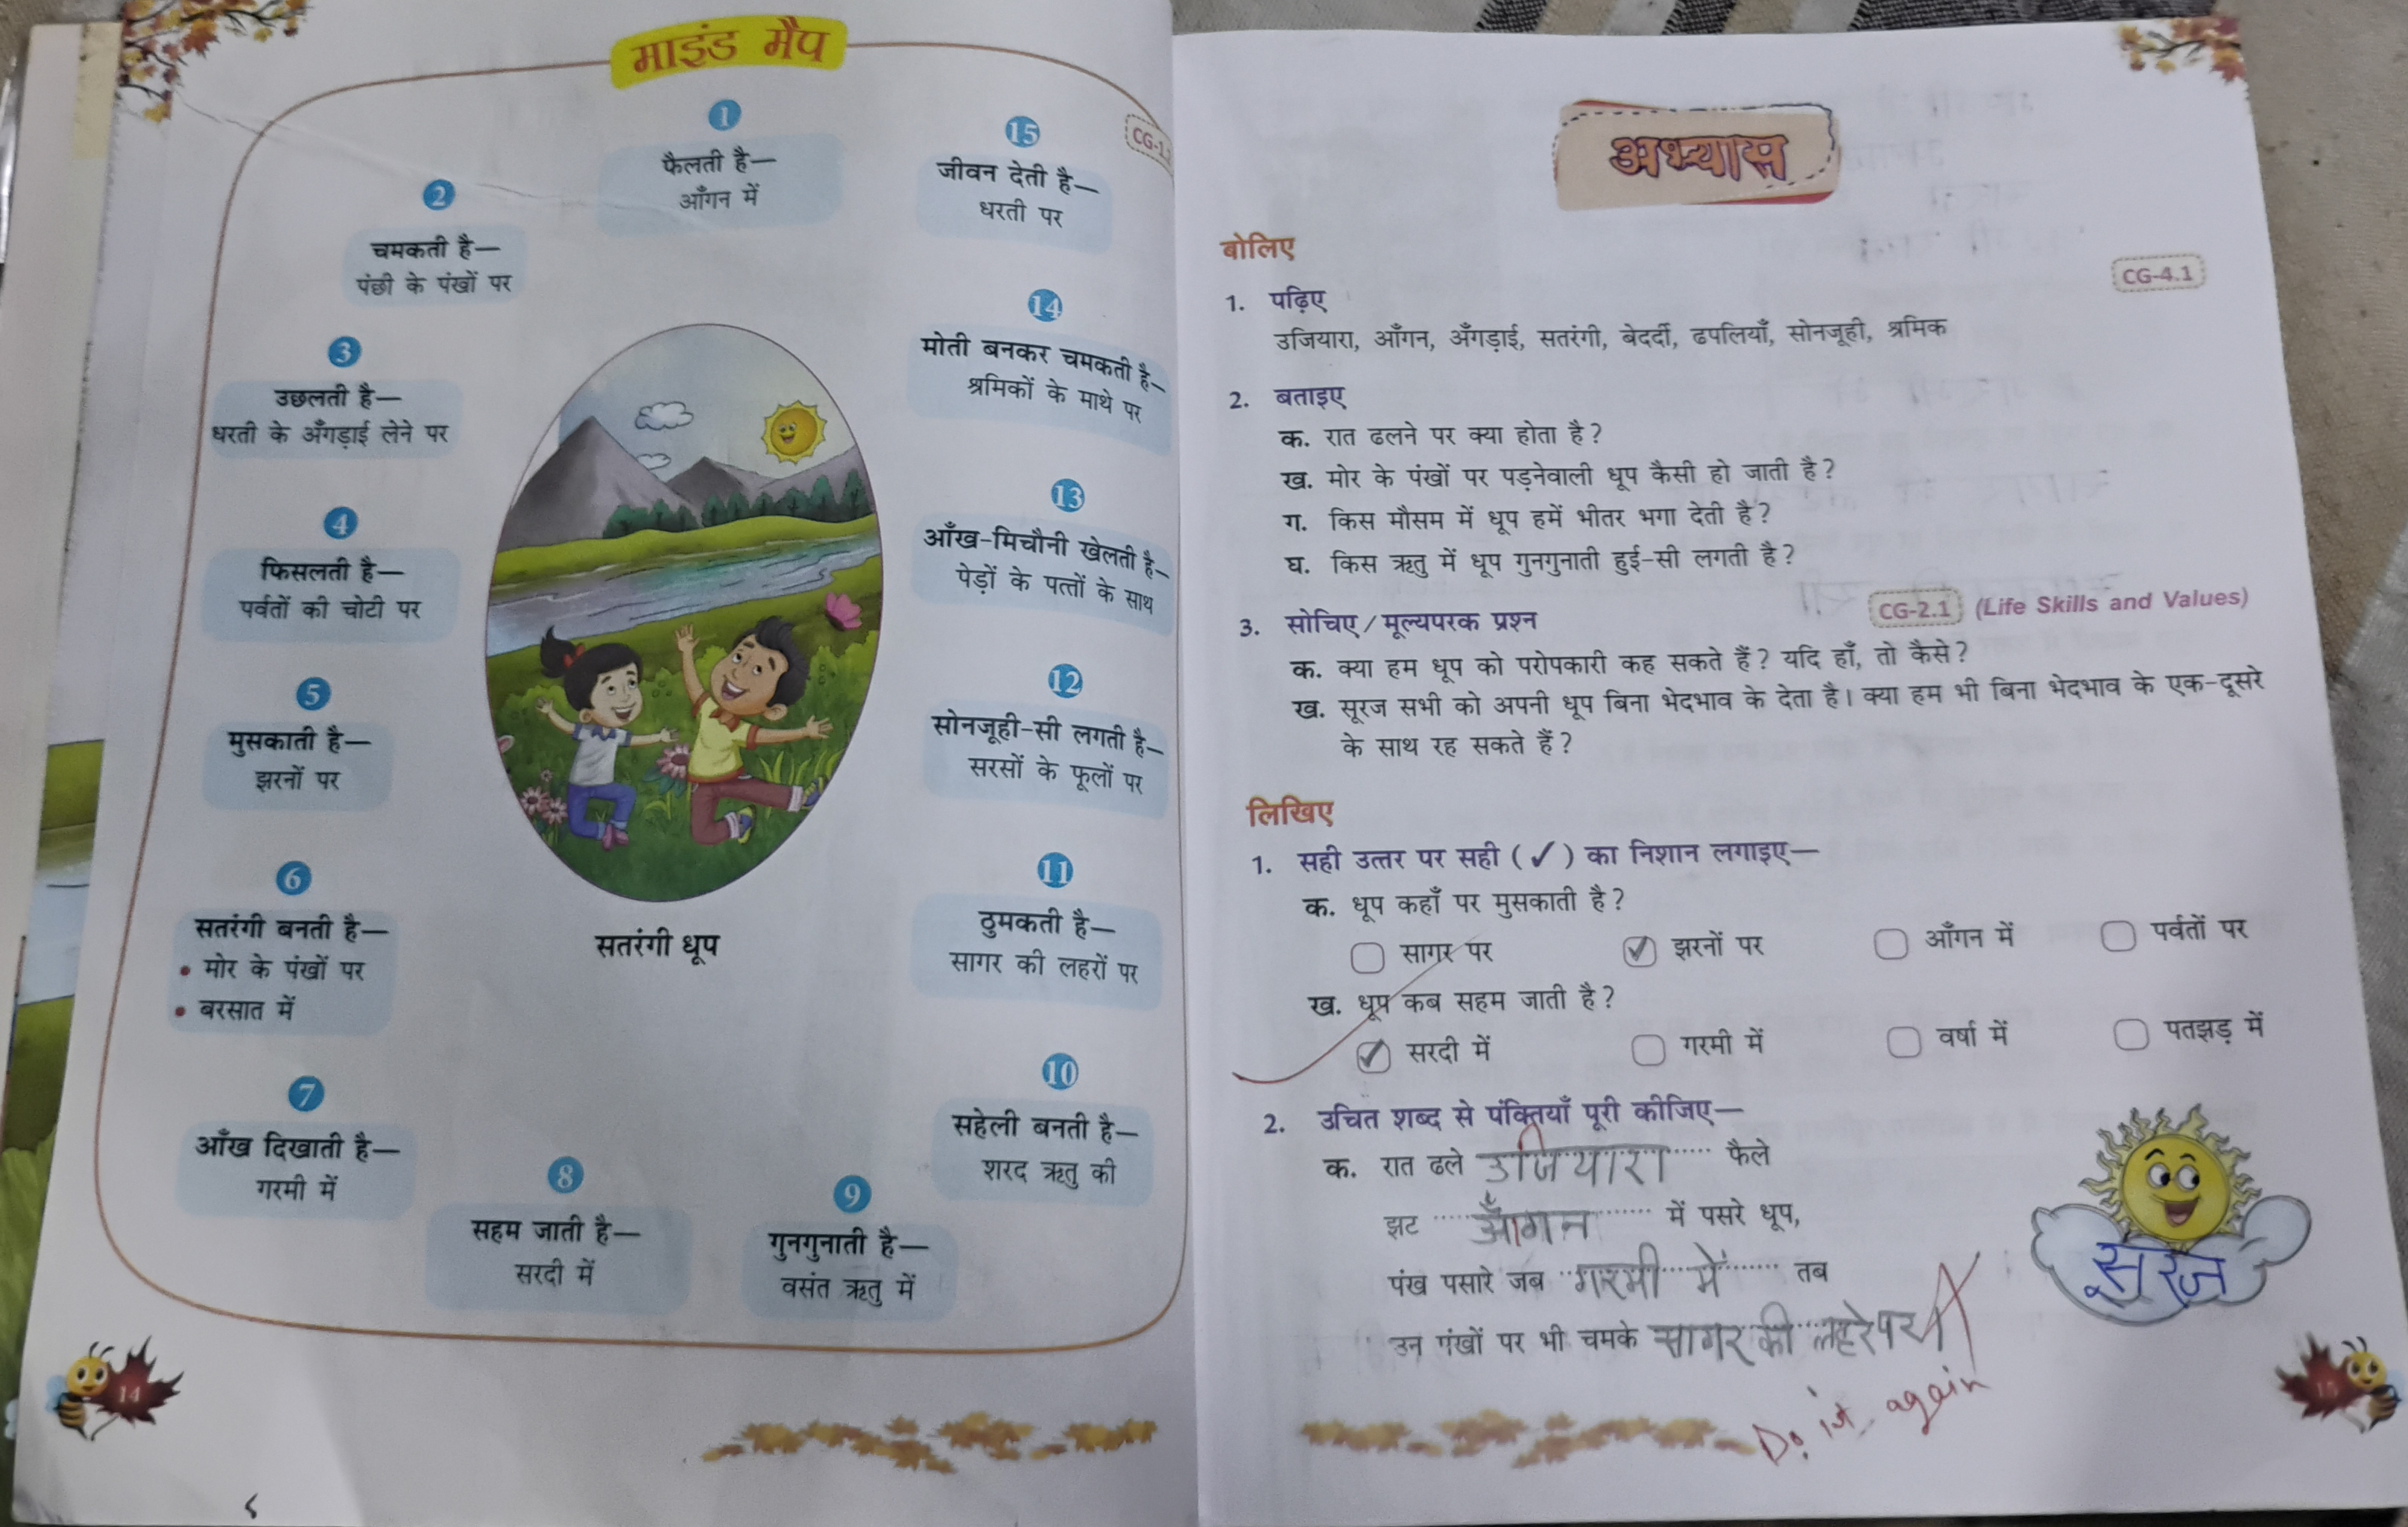 माइंड मैप
CG-1.
1
फैलती है—
आँगन में
2
चमकती है—
पंछी के पंखों पर
3
उछलती है—
धरती के अँगड़ाई लेने पर
4
फिसलती है—
पर्वतों की चोटी पर
5
मुसकाती है—
झरनों पर
6
सतरंगी बनती है—
• मोर के पंखों पर
• बरसात में
7
आँख दिखाती है—
गरमी में
8
सहम जाती है—
सरदी में
9
गुनगुनाती है—
वसंत ऋतु में
10
सहेली बनती है—
शरद ऋतु की
11
ठुमकती है—
सागर की लहरों पर
12
सोनजूही-सी लगती है—
सरसों के फूलों पर
13
आँख-मिचौनी खेलती है—
पेड़ों के पत्तों के साथ
14
मोती बनकर चमकती है—
श्रमिकों के माथे पर
15
जीवन देती है—
धरती पर
सतरंगी धूप
14
अभ्यास
बोलिए
CG-4.1
1. पढ़िए
उजियारा, आँगन, अँगड़ाई, सतरंगी, बेदर्दी, ढपलियाँ, सोनजूही, श्रमिक
2. बताइए
क. रात ढलने पर क्या होता है?
ख. मोर के पंखों पर पड़नेवाली धूप कैसी हो जाती है?
ग. किस मौसम में धूप हमें भीतर भगा देती है?
घ. किस ऋतु में धूप गुनगुनाती हुई-सी लगती है?
3. सोचिए/मूल्यपरक प्रश्न CG-2.1 (Life Skills and Values)
क. क्या हम धूप को परोपकारी कह सकते हैं? यदि हाँ, तो कैसे?
ख. सूरज सभी को अपनी धूप बिना भेदभाव के देता है। क्या हम भी बिना भेदभाव के एक-दूसरे
के साथ रह सकते हैं?
लिखिए
1. सही उत्तर पर सही (✓) का निशान लगाइए—
क. धूप कहाँ पर मुसकाती है?
सागर पर ✓ झरनों पर आँगन में पर्वतों पर
ख. धूप कब सहम जाती है?
✓ सरदी में गरमी में वर्षा में पतझड़ में
2. उचित शब्द से पंक्तियाँ पूरी कीजिए—
क. रात ढले उजियारा फैले
झट आँगन में पसरे धूप,
पंख पसारे जब गरमी में तब
उन पंखों पर भी चमके सागर की लहरे पर
Do it again
सूरज
15